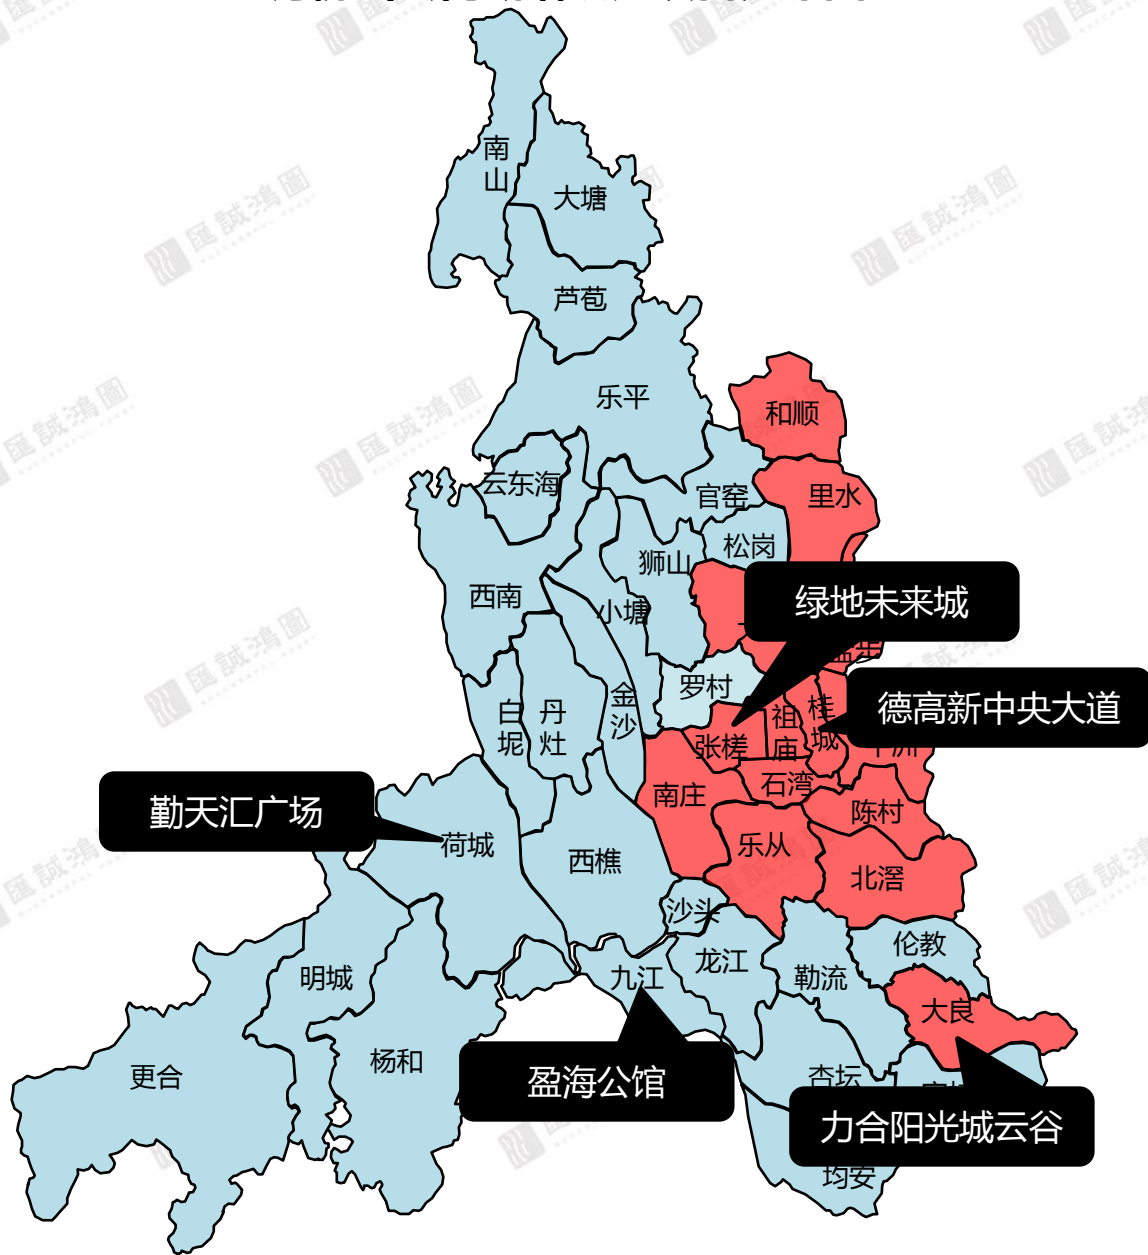 南山
大塘
芦苞
乐平
和顺
云东海
官窑
里水
松岗
狮山
西南
小塘
绿地未来城
罗村
金沙
白坭
丹灶
祖庙
桂城
张槎
德高新中央大道
南庄
石湾
陈村
勤天汇广场
荷城
西樵
乐从
北滘
沙头
伦教
龙江
九江
勒流
明城
大良
更合
杨和
杏坛
盈海公馆
力合阳光城云谷
均安
匯誠鴻圖